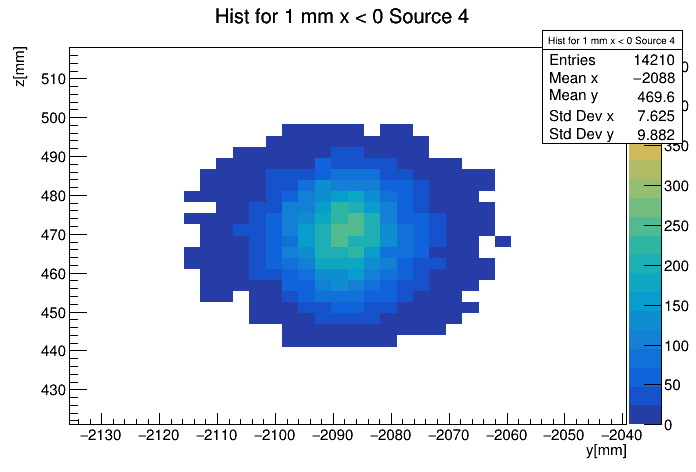 Hist for 1 mm x < 0 Source 4
Hist for 1 mm x < 0 Source 4
Entries 14210
Mean x −2088
Mean y 469.6
Std Dev x 7.625
Std Dev y 9.882
z[mm]
510
500
490
480
470
460
450
440
430
−2130 −2120 −2110 −2100 −2090 −2080 −2070 −2060 −2050 −2040
y[mm]
350
300
250
200
150
100
50
0